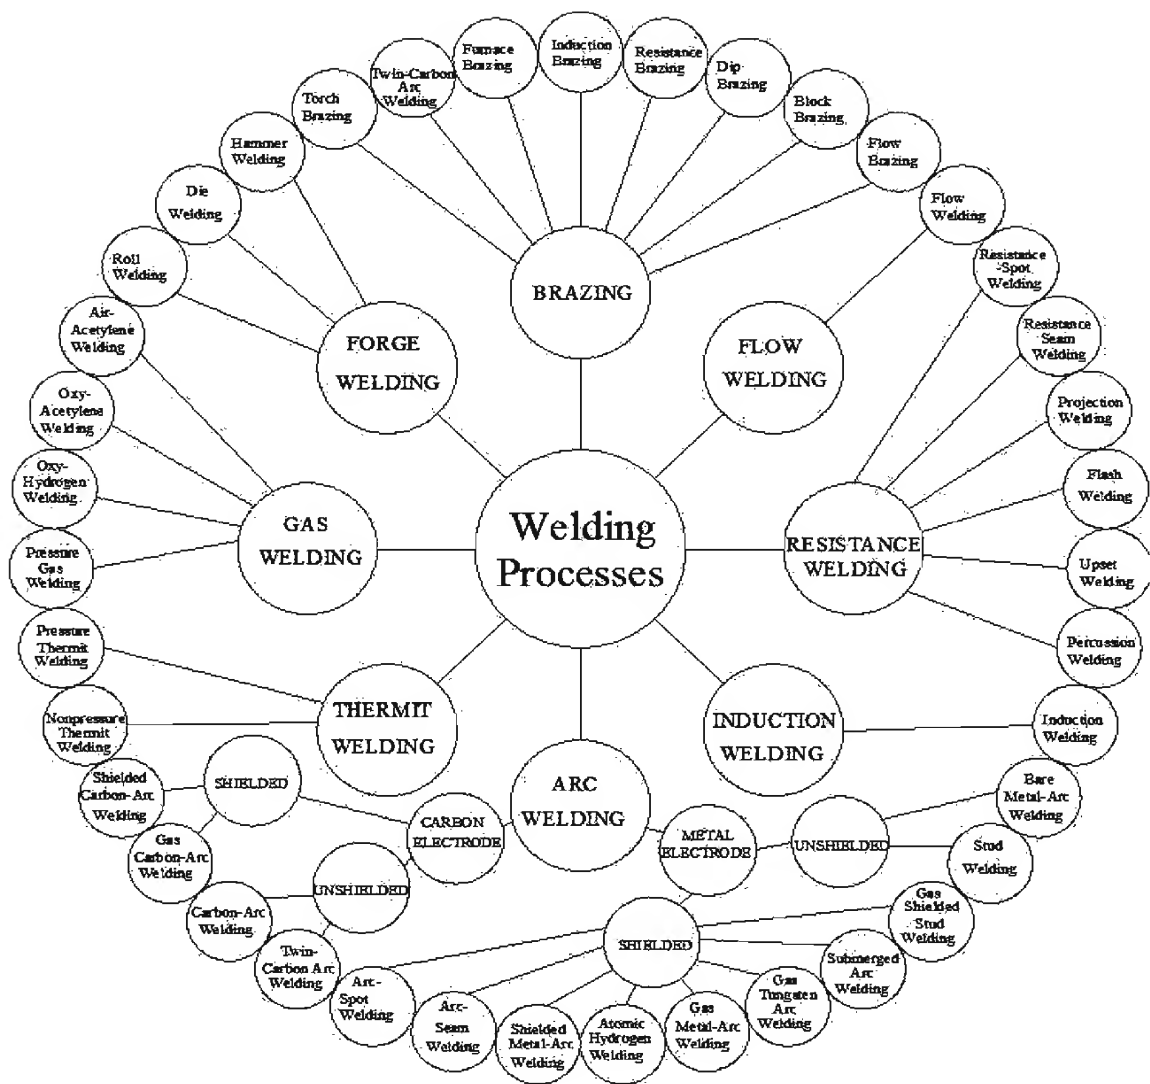 Furnace
Brazing
Induction
Brazing
Resistance
Brazing
Dip
Brazing
Block
Brazing
Flow
Brazing
Flow
Welding
Resistance
-Spot
Welding
Resistance
Seam
Welding
Projection
Welding
Flash
Welding
Upset
Welding
Percussion
Welding
Induction
Welding
Bare
Metal-Arc
Welding
Stud
Welding
Gas
Shielded
Stud
Welding
Submerged
Arc
Welding
Gas
Tungsten
Arc
Welding
Gas
Metal-Arc
Welding
Atomic
Hydrogen
Welding
Shielded
Metal-Arc
Welding
Arc-
Seam
Welding
Arc-
Spot
Welding
Twin-
Carbon Arc
Welding
Carbon-Arc
Welding
Gas
Carbon-Arc
Welding
Shielded
Carbon-Arc
Welding
Nonpressure
Thermit
Welding
Pressure
Thermit
Welding
Pressure
Gas
Welding
Oxy-
Hydrogen
Welding
Oxy-
Acetylene
Welding
Air-
Acetylene
Welding
Roll
Welding
Die
Welding
Hammer
Welding
Torch
Brazing
Twin-Carbon
Arc
Welding
BRAZING
FLOW
WELDING
RESISTANCE
WELDING
INDUCTION
WELDING
ARC
WELDING
THERMIT
WELDING
GAS
WELDING
FORGE
WELDING
Welding
Processes
SHIELDED
CARBON
ELECTRODE
UNSHIELDED
METAL
ELECTRODE
UNSHIELDED
SHIELDED